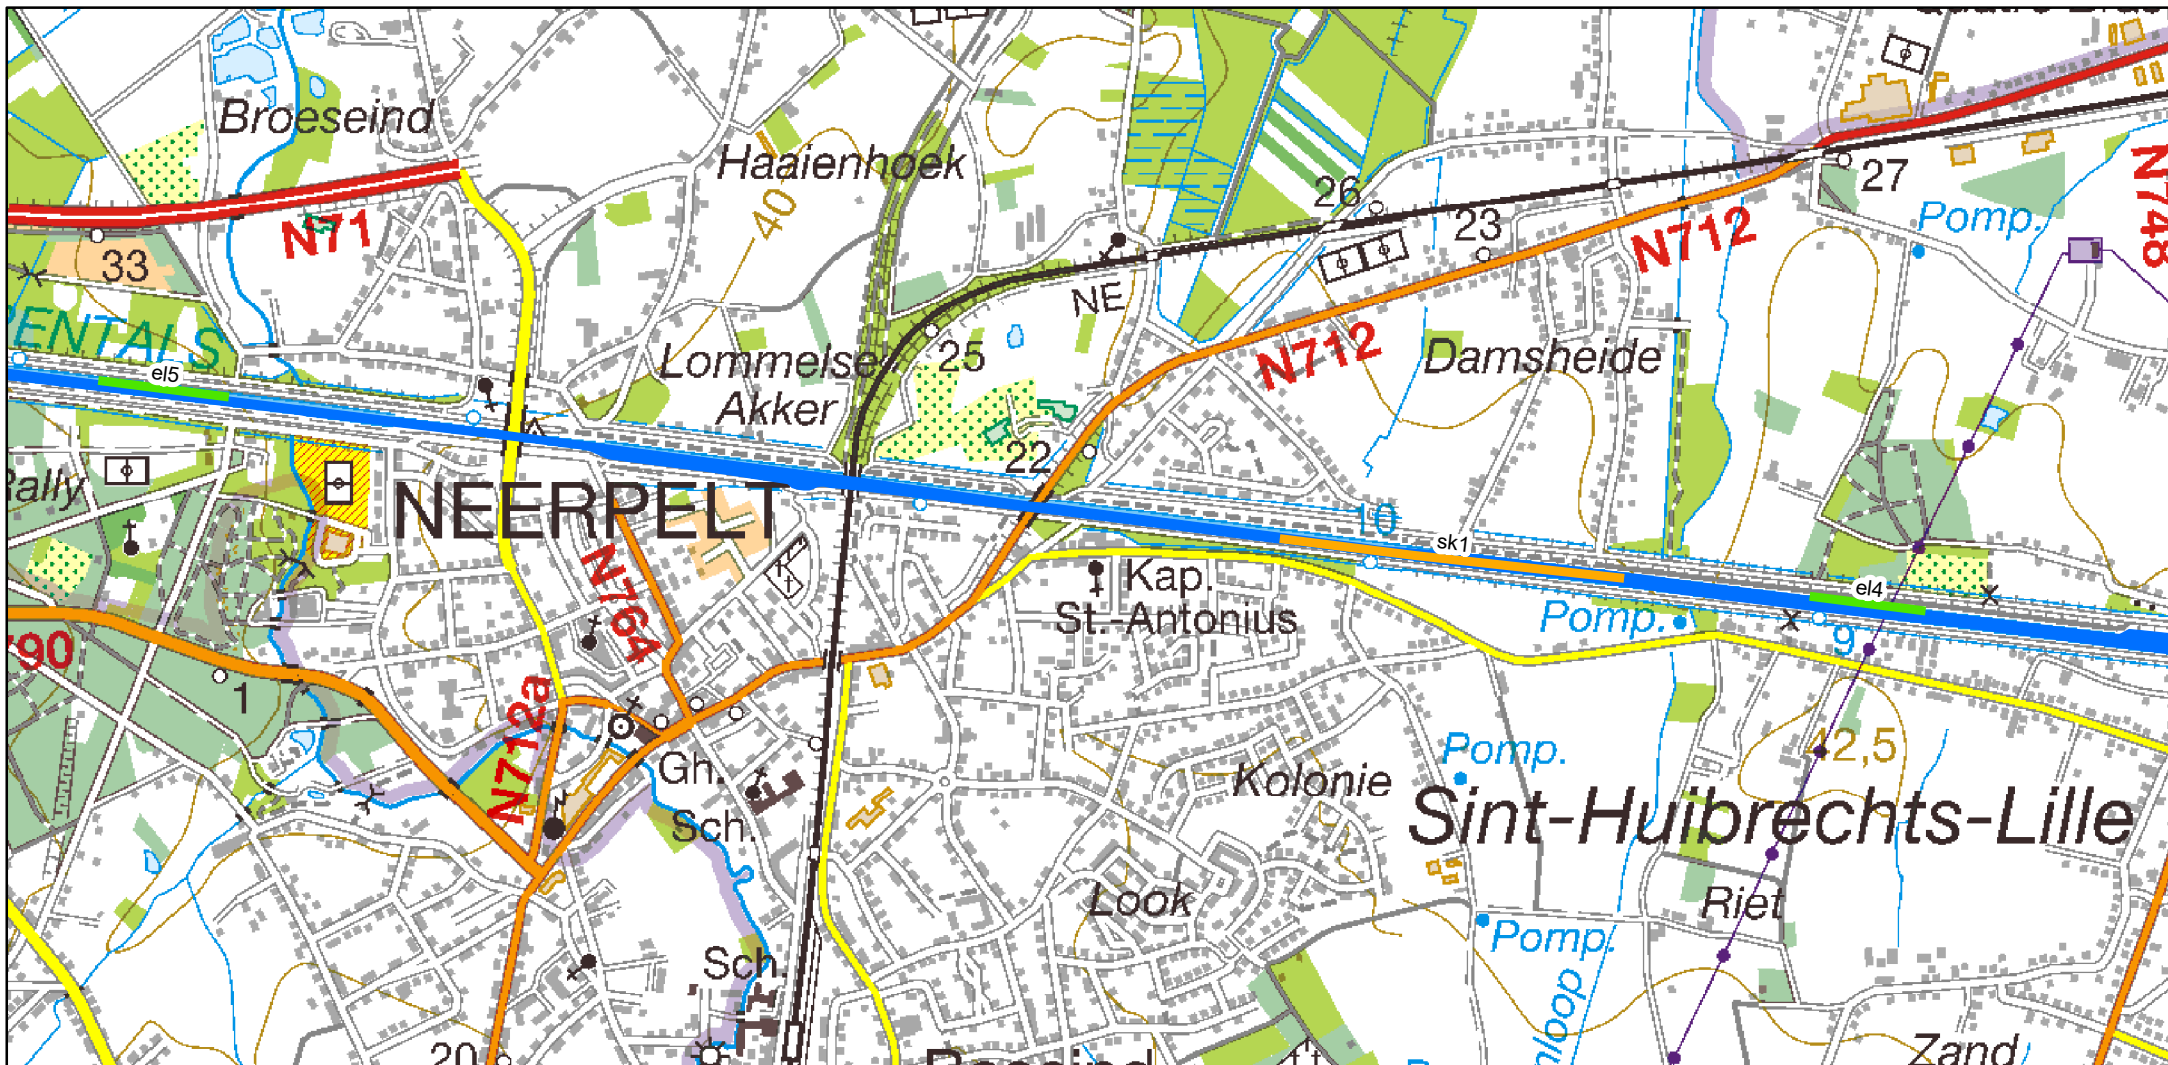 Broeseind
Haaienhoek
N71
33
40
26
23
27
N712
Pomp.
N748
NE
25
Lommelse
Akker
N712
Damsheide
ENTALS
el5
22
NEERPELT
10
sk1
Kap.
St.-Antonius
Pomp.
el4
9
N764
1
N712a
Gh.
Sch.
Pomp.
Kolonie
42,5
Sint-Huibrechts-Lille
Look
Riet
Pomp.
Sch.
20
Zand